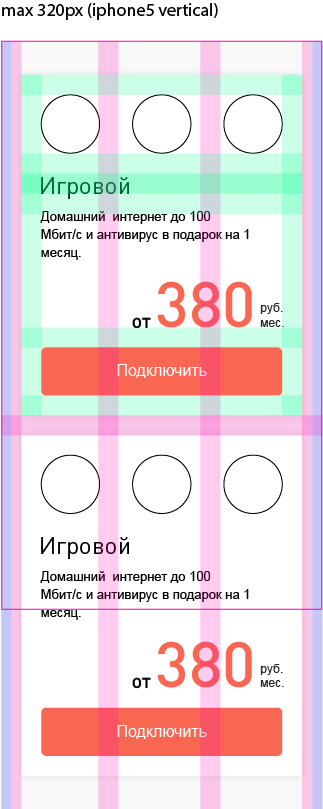 max 320px (iphone5 vertical)
Игровой
Домашний интернет до 100
Мбит/с и антивирус в подарок на 1
месяц.
от 380 руб.
мес.
Подключить
Игровой
Домашний интернет до 100
Мбит/с и антивирус в подарок на 1
месяц.
от 380 руб.
мес.
Подключить